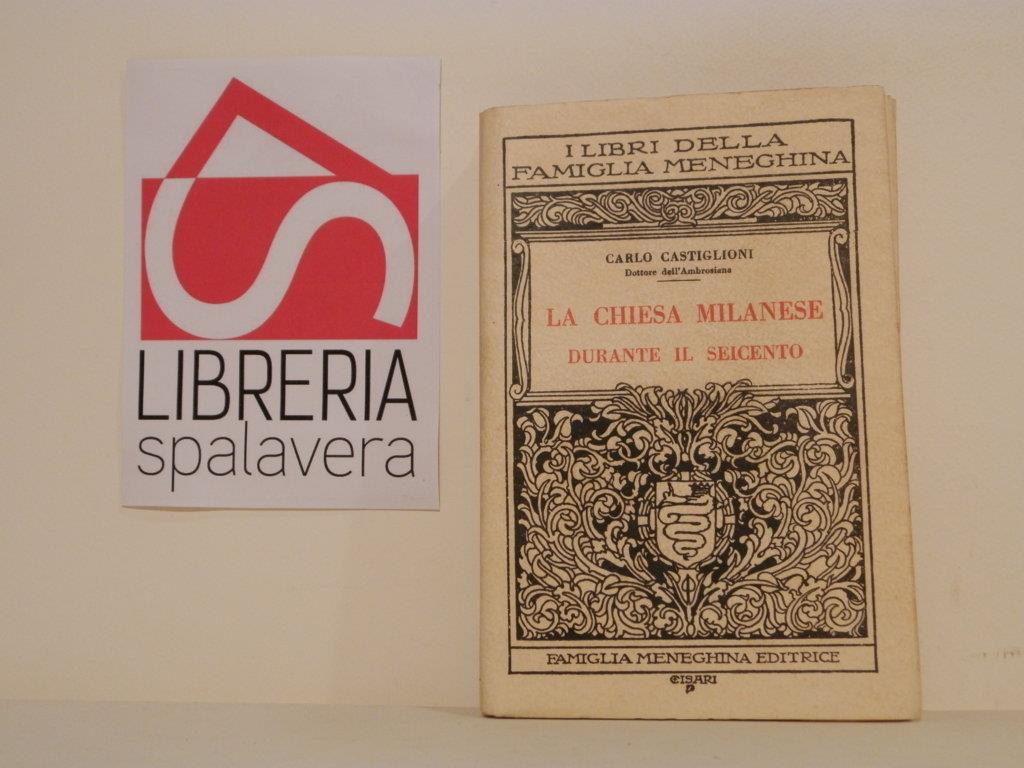 LIBRERIA
spalavera
I LIBRI DELLA
FAMIGLIA MENEGHINA
CARLO CASTIGLIONI
Dottore dell'Ambrosiana
LA CHIESA MILANESE
DURANTE IL SEICENTO
FAMIGLIA MENEGHINA EDITRICE
CISARI